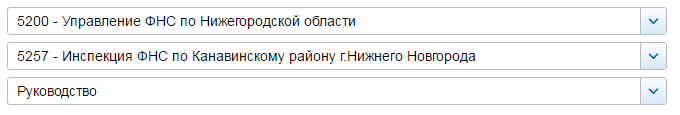 5200 - Управление ФНС по Нижегородской области
5257 - Инспекция ФНС по Канавинскому району г.Нижнего Новгорода
Руководство